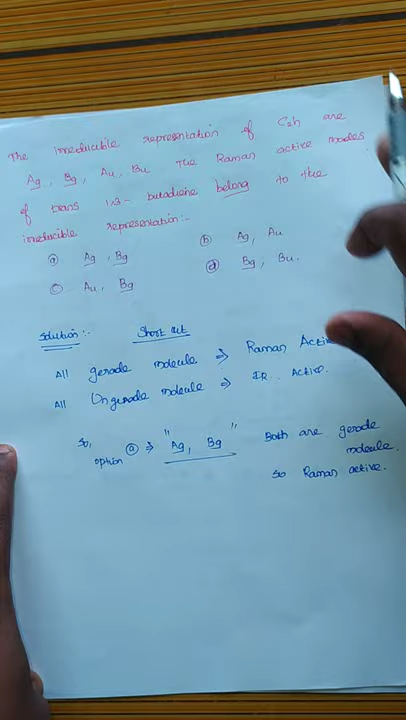 The irreducible representation of C2h are
Ag, Bg, Au, Bu The Raman active modes
of trans 1,3- butadiene belong to the
irreducible representation:-
(a) Ag, Bg (b) Ag, Au
(c) Au, Bg (d) Bg, Bu.
Solution:- Short cut
All gerade molecule ⇒ Raman Active
All Ungerade molecule ⇒ IR. Active.
So, option (a) ⇒ "Ag, Bg" Both are gerade
molecule.
So Raman active.